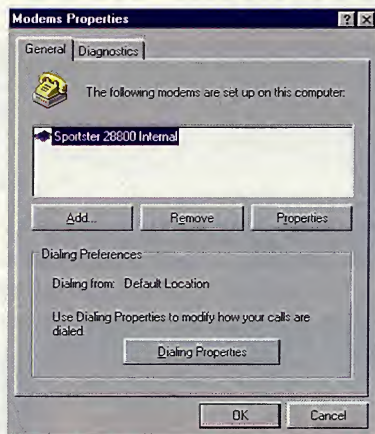 Modems Properties
General
Diagnostics
The following modems are set up on this computer:
Sportster 28800 Internal
Add...
Remove
Properties
Dialing Preferences
Dialing from: Default Location
Use Dialing Properties to modify how your calls are
dialed.
Dialing Properties
OK
Cancel